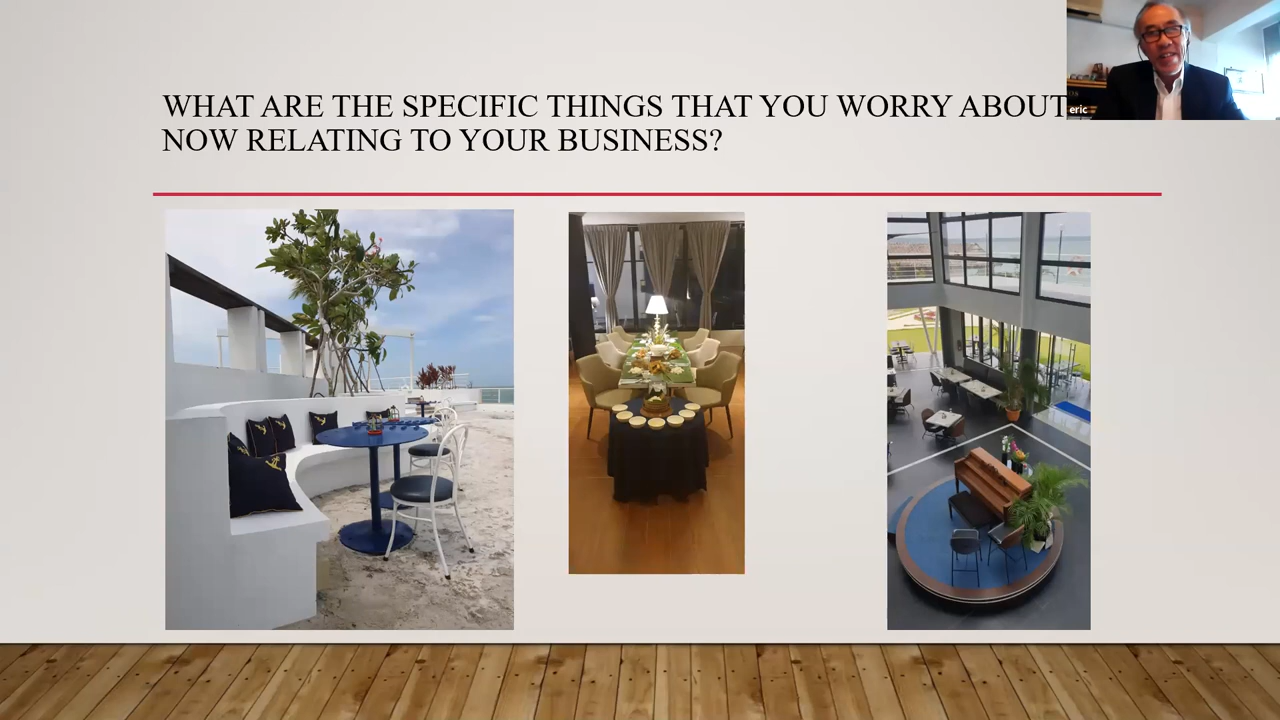 WHAT ARE THE SPECIFIC THINGS THAT YOU WORRY ABOUT
NOW RELATING TO YOUR BUSINESS?
eric